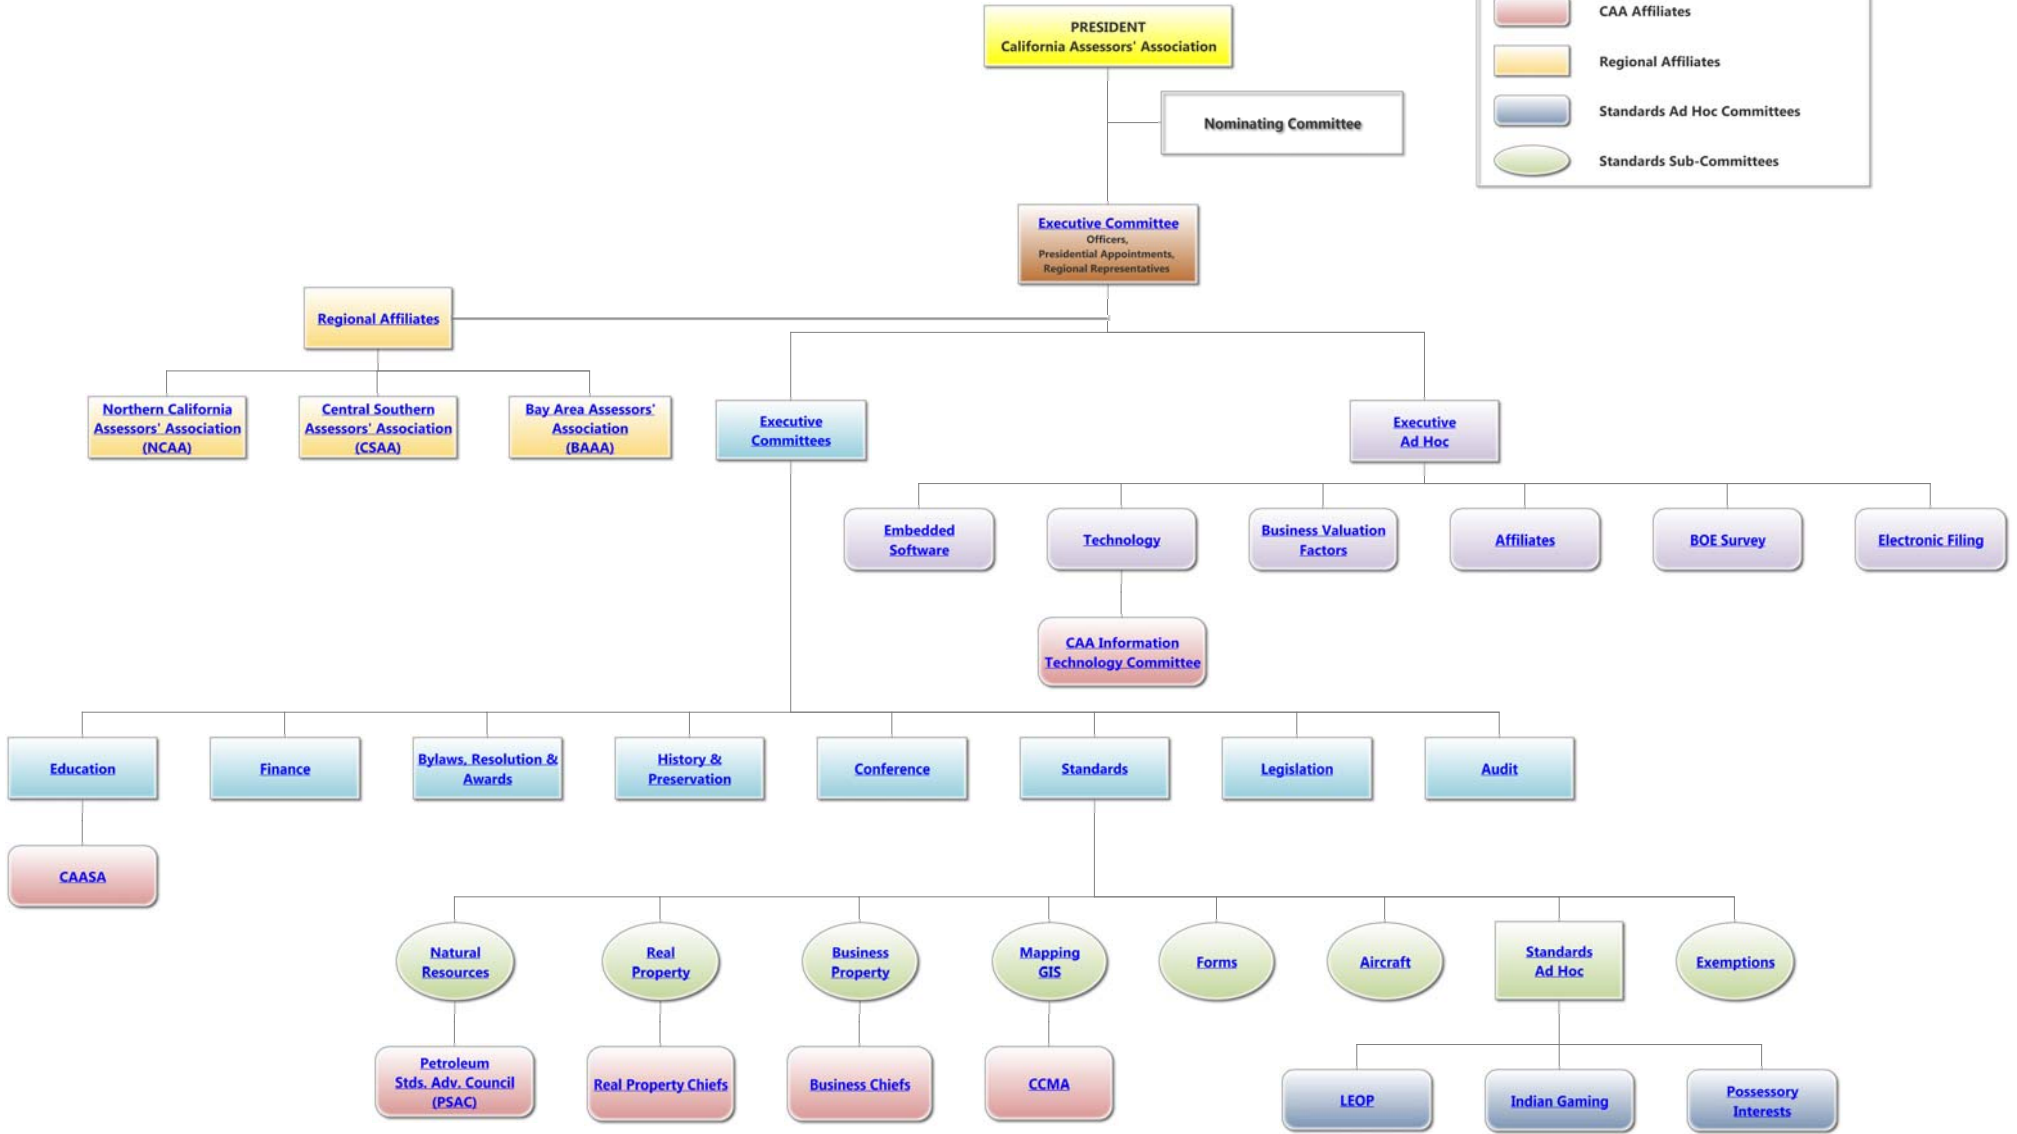 PRESIDENT
California Assessors' Association
CAA Affiliates
Regional Affiliates
Standards Ad Hoc Committees
Standards Sub-Committees
Nominating Committee
Executive Committee
Officers,
Presidential Appointments,
Regional Representatives
Regional Affiliates
Northern California
Assessors' Association
(NCAA)
Central Southern
Assessors' Association
(CSAA)
Bay Area Assessors'
Association
(BAAA)
Executive
Committees
Executive
Ad Hoc
Embedded
Software
Technology
Business Valuation
Factors
Affiliates
BOE Survey
Electronic Filing
CAA Information
Technology Committee
Education
Finance
Bylaws, Resolution &
Awards
History &
Preservation
Conference
Standards
Legislation
Audit
CAASA
Natural
Resources
Real
Property
Business
Property
Mapping
GIS
Forms
Aircraft
Standards
Ad Hoc
Exemptions
Petroleum
Stds. Adv. Council
(PSAC)
Real Property Chiefs
Business Chiefs
CCMA
LEOP
Indian Gaming
Possessory
Interests